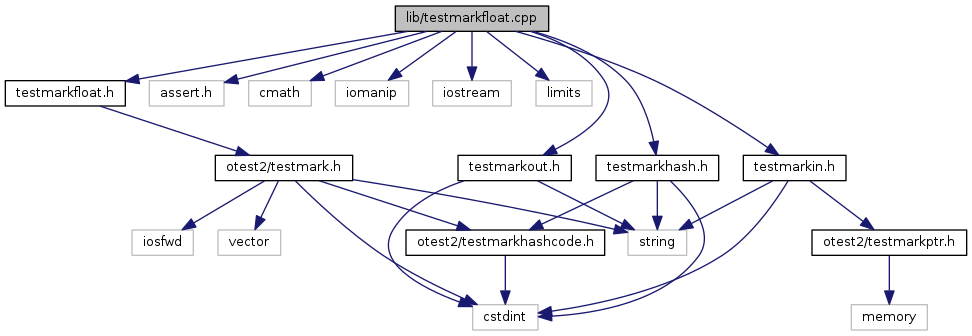 lib/testmarkfloat.cpp
testmarkfloat.h
assert.h
cmath
iomanip
iostream
limits
otest2/testmark.h
testmarkout.h
testmarkhash.h
testmarkin.h
iosfwd
vector
otest2/testmarkhashcode.h
string
otest2/testmarkptr.h
cstdint
memory